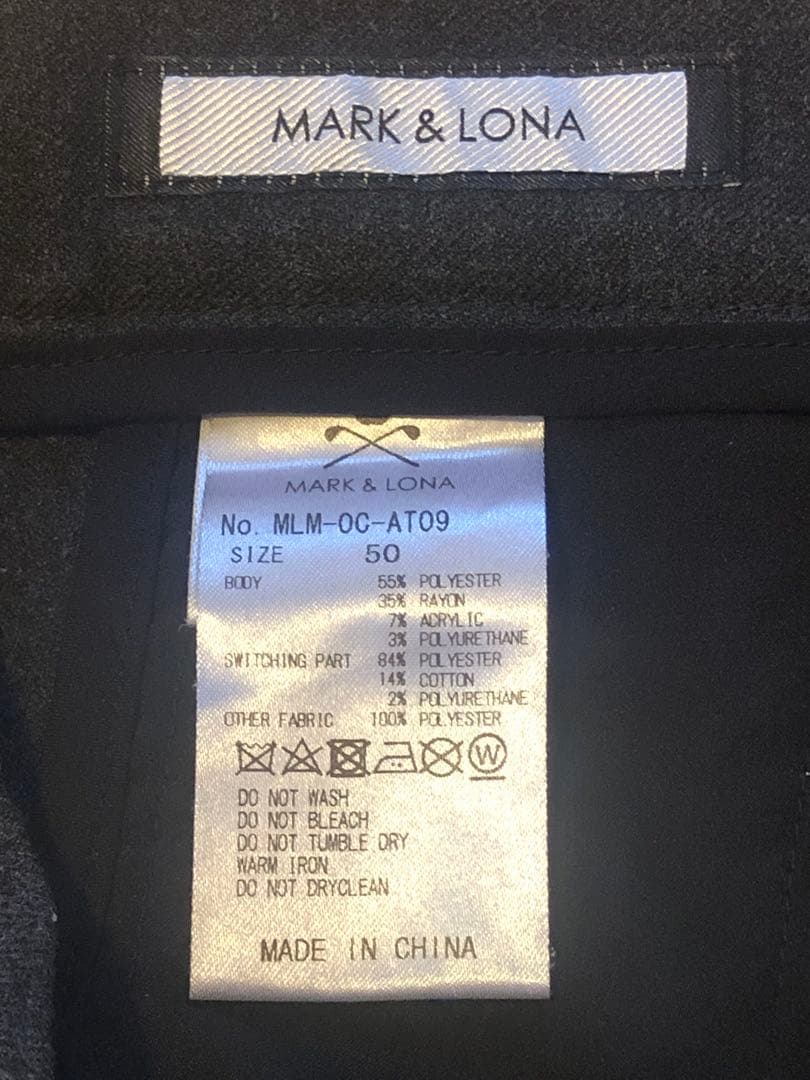 MARK & LONA
MARK & LONA
No. MLM-OC-AT09
SIZE 50
BODY 55% POLYESTER
35% RAYON
7% ACRYLIC
3% POLYURETHANE
SWITCHING PART 84% POLYESTER
14% COTTON
2% POLYURETHANE
OTHER FABRIC 100% POLYESTER
W
DO NOT WASH
DO NOT BLEACH
DO NOT TUMBLE DRY
WARM IRON
DO NOT DRYCLEAN
MADE IN CHINA